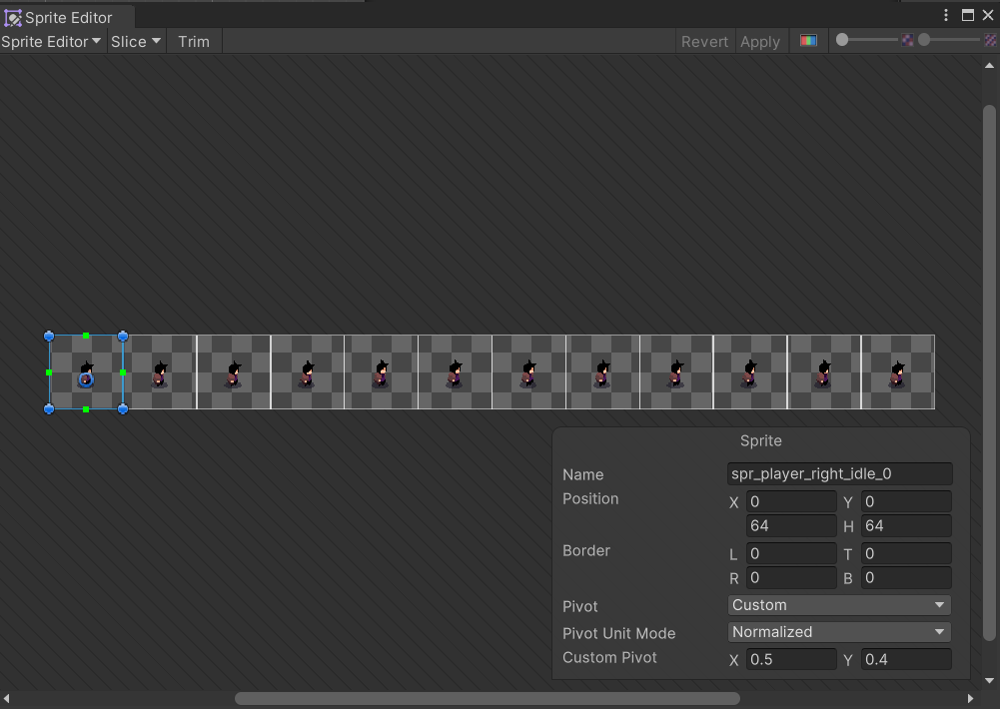 Sprite Editor
Sprite Editor Slice Trim Revert Apply
Sprite
Name spr_player_right_idle_0
Position X 0 Y 0
64 H 64
Border L 0 T 0
R 0 B 0
Pivot Custom
Pivot Unit Mode Normalized
Custom Pivot X 0.5 Y 0.4